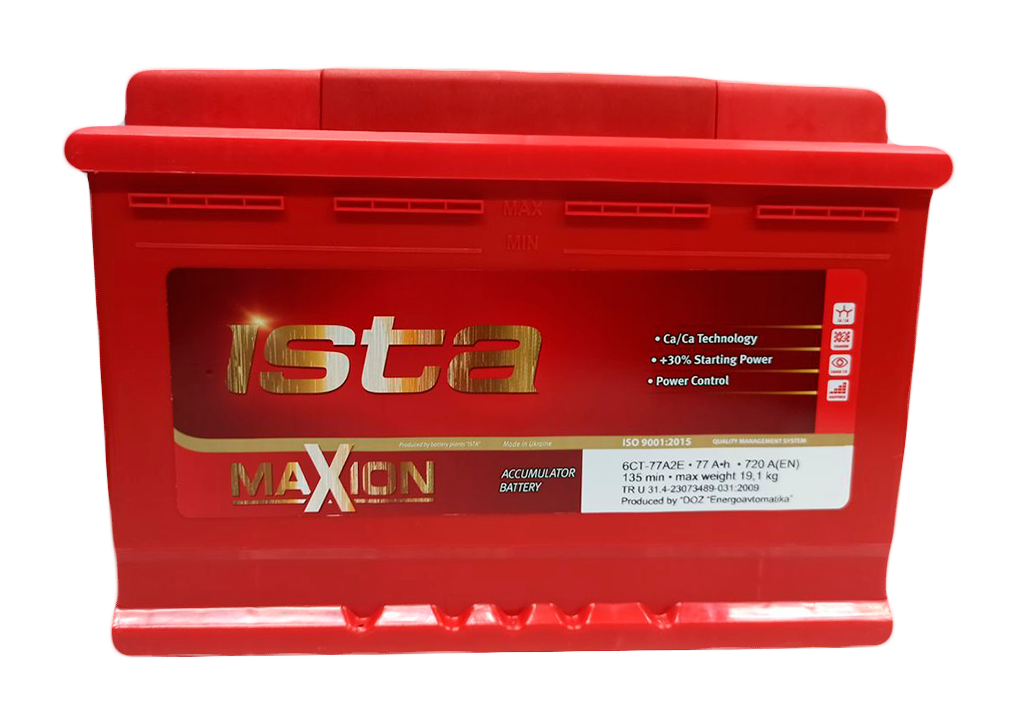 MAX
MIN
ista
• Ca/Ca Technology
• +30% Starting Power
• Power Control
Produced by battery plants "ISTA" Made in Ukraine ISO 9001:2015 QUALITY MANAGEMENT SYSTEM
MAXION
ACCUMULATOR
BATTERY
6CT-77A2E • 77 A•h • 720 A(EN)
135 min • max weight 19,1 kg
TR U 31.4-23073489-031:2009
Produced by "DOZ "Energoavtomatika"